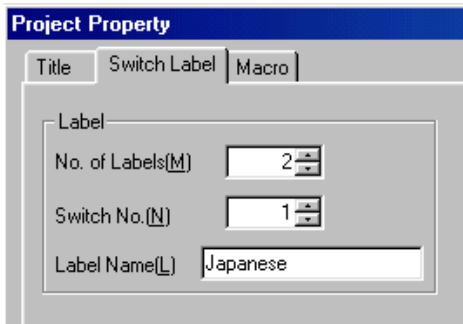 Project Property
Title Switch Label Macro
Label
No. of Labels(M) 2
Switch No.(N) 1
Label Name(L) Japanese